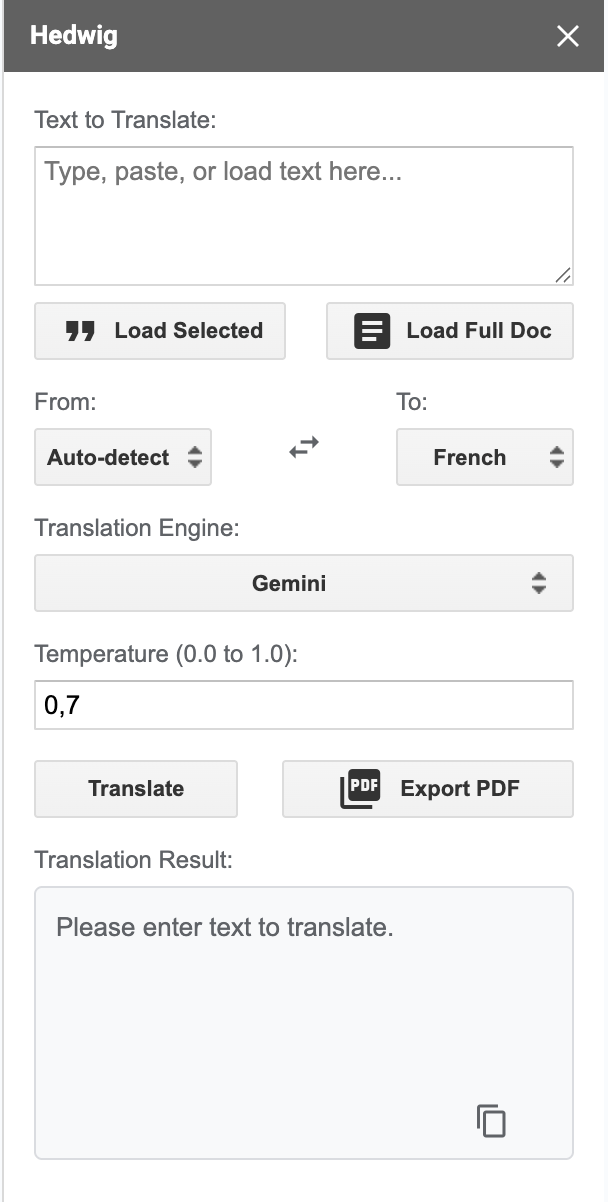 Hedwig
Text to Translate:
Type, paste, or load text here...
Load Selected
Load Full Doc
From:
To:
Auto-detect
French
Translation Engine:
Gemini
Temperature (0.0 to 1.0):
0,7
Translate
PDF
Export PDF
Translation Result:
Please enter text to translate.